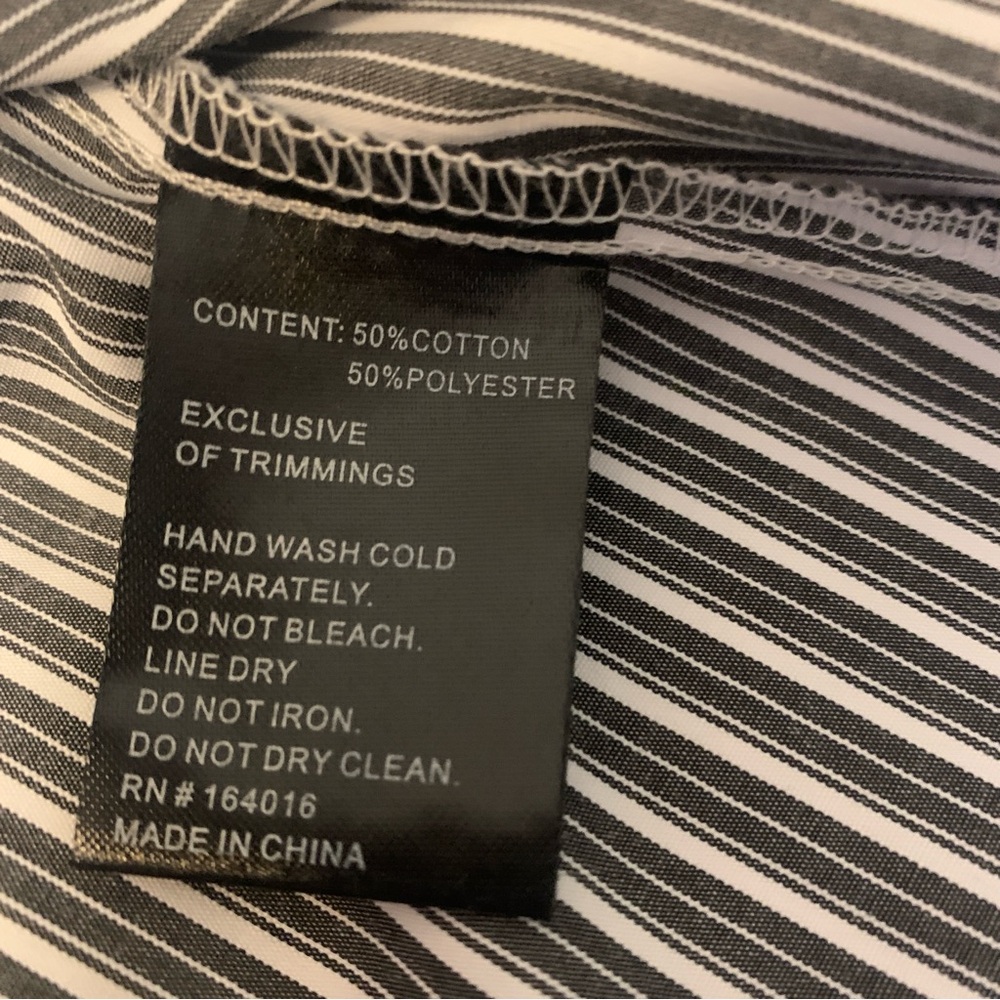 CONTENT: 50%COTTON
50%POLYESTER
EXCLUSIVE
OF TRIMMINGS
HAND WASH COLD
SEPARATELY.
DO NOT BLEACH.
LINE DRY
DO NOT IRON.
DO NOT DRY CLEAN.
RN # 164016
MADE IN CHINA